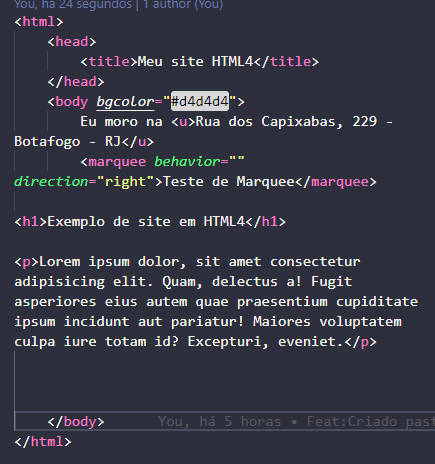 You, há 24 segundos | 1 author (You)
<html>
<head>
<title>Meu site HTML4</title>
</head>
<body bgcolor="#d4d4d4">
Eu moro na <u>Rua dos Capixabas, 229 -
Botafogo - RJ</u>
<marquee behavior=""
direction="right">Teste de Marquee</marquee>
<h1>Exemplo de site em HTML4</h1>
<p>Lorem ipsum dolor, sit amet consectetur
adipisicing elit. Quam, delectus a! Fugit
asperiores eius autem quae praesentium cupiditate
ipsum incidunt aut pariatur! Maiores voluptatem
culpa iure totam id? Excepturi, eveniet.</p>
</body> You, há 5 horas • Feat:Criado past
</html>